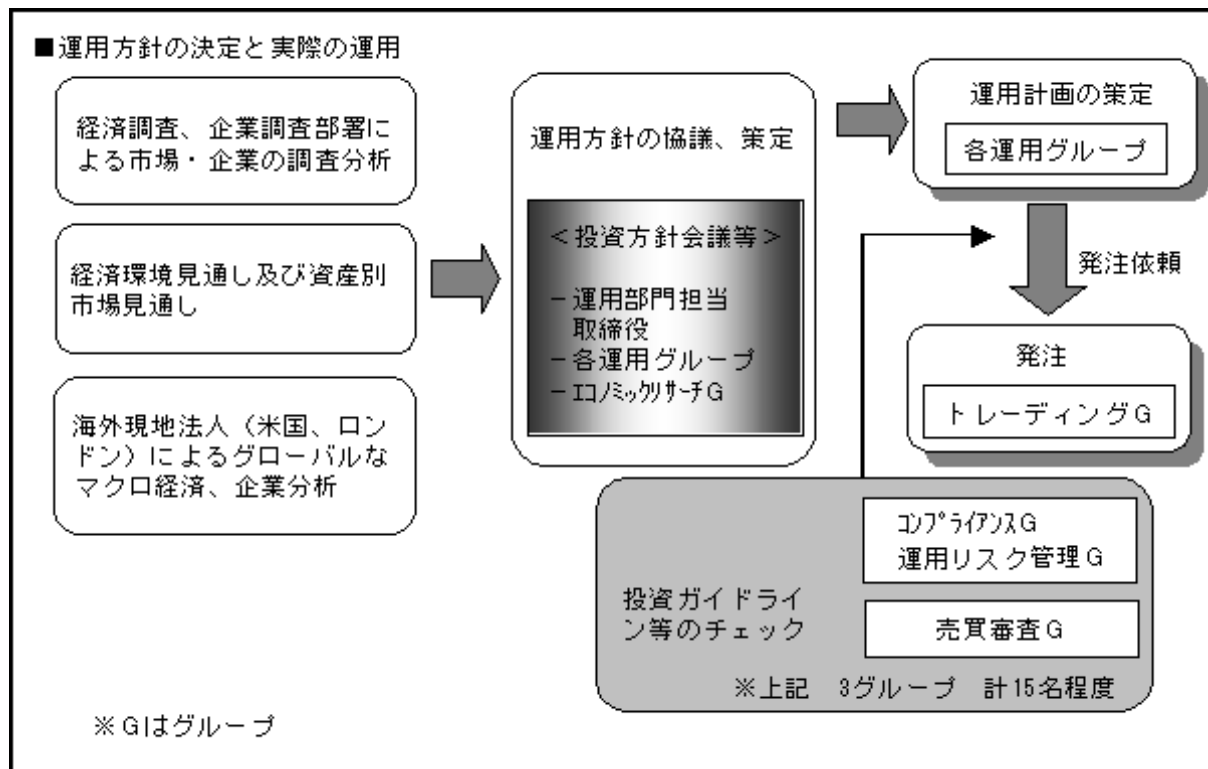 ■運用方針の決定と実際の運用
経済調査、企業調査部署に
よる市場・企業の調査分析
経済環境見通し及び資産別
市場見通し
海外現地法人（米国、ロン
ドン）によるグローバルな
マクロ経済、企業分析
運用方針の協議、策定
＜投資方針会議等＞
－運用部門担当
取締役
－各運用グループ
－ｴｺﾉﾐｯｸﾘｻｰﾁＧ
運用計画の策定
各運用グループ
発注依頼
発注
トレーディングＧ
投資ガイドライ
ン等のチェック
ｺﾝﾌﾟﾗｲｱﾝｽＧ
運用リスク管理Ｇ
売買審査Ｇ
※上記　3グループ　計15名程度
※Ｇはグループ